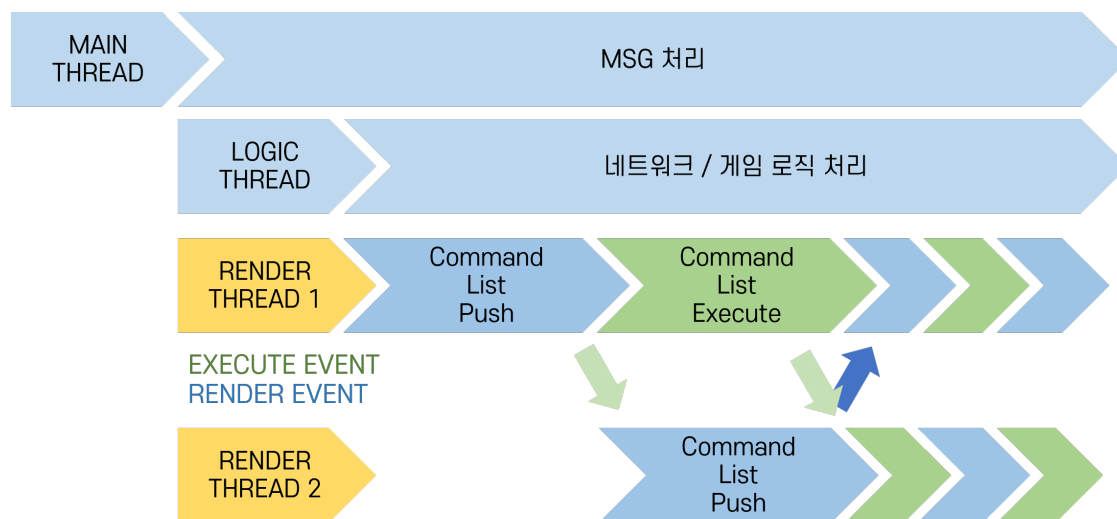 MAIN
THREAD
MSG 처리
LOGIC
THREAD
네트워크 / 게임 로직 처리
RENDER
THREAD 1
Command
List
Push
Command
List
Execute
EXECUTE EVENT
RENDER EVENT
RENDER
THREAD 2
Command
List
Push